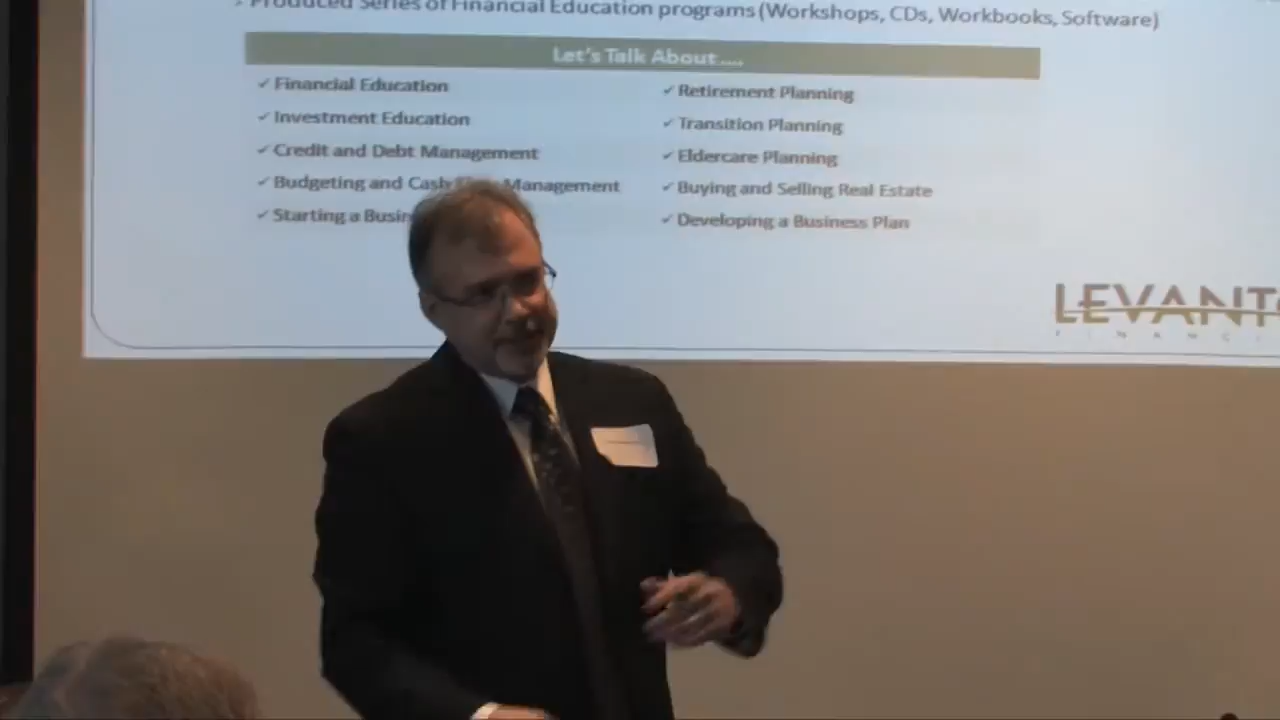 Produced Series of Financial Education programs (Workshops, CDs, Workbooks, Software)
Let's Talk About....
✓ Financial Education
✓ Investment Education
✓ Credit and Debt Management
✓ Budgeting and Cash Flow Management
✓ Starting a Busin
✓ Retirement Planning
✓ Transition Planning
✓ Eldercare Planning
✓ Buying and Selling Real Estate
✓ Developing a Business Plan
LEVANT
FINANCI